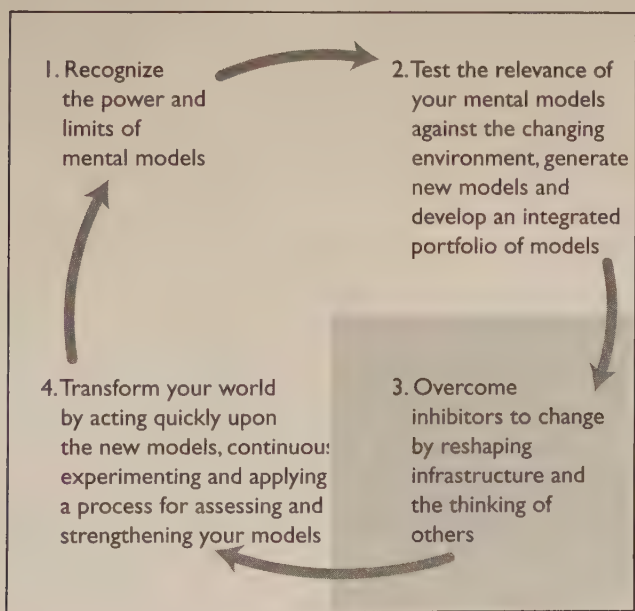 1. Recognize
the power and
limits of
mental models
2. Test the relevance of
your mental models
against the changing
environment, generate
new models and
develop an integrated
portfolio of models
3. Overcome
inhibitors to change
by reshaping
infrastructure and
the thinking of
others
4. Transform your world
by acting quickly upon
the new models, continuous
experimenting and applying
a process for assessing and
strengthening your models